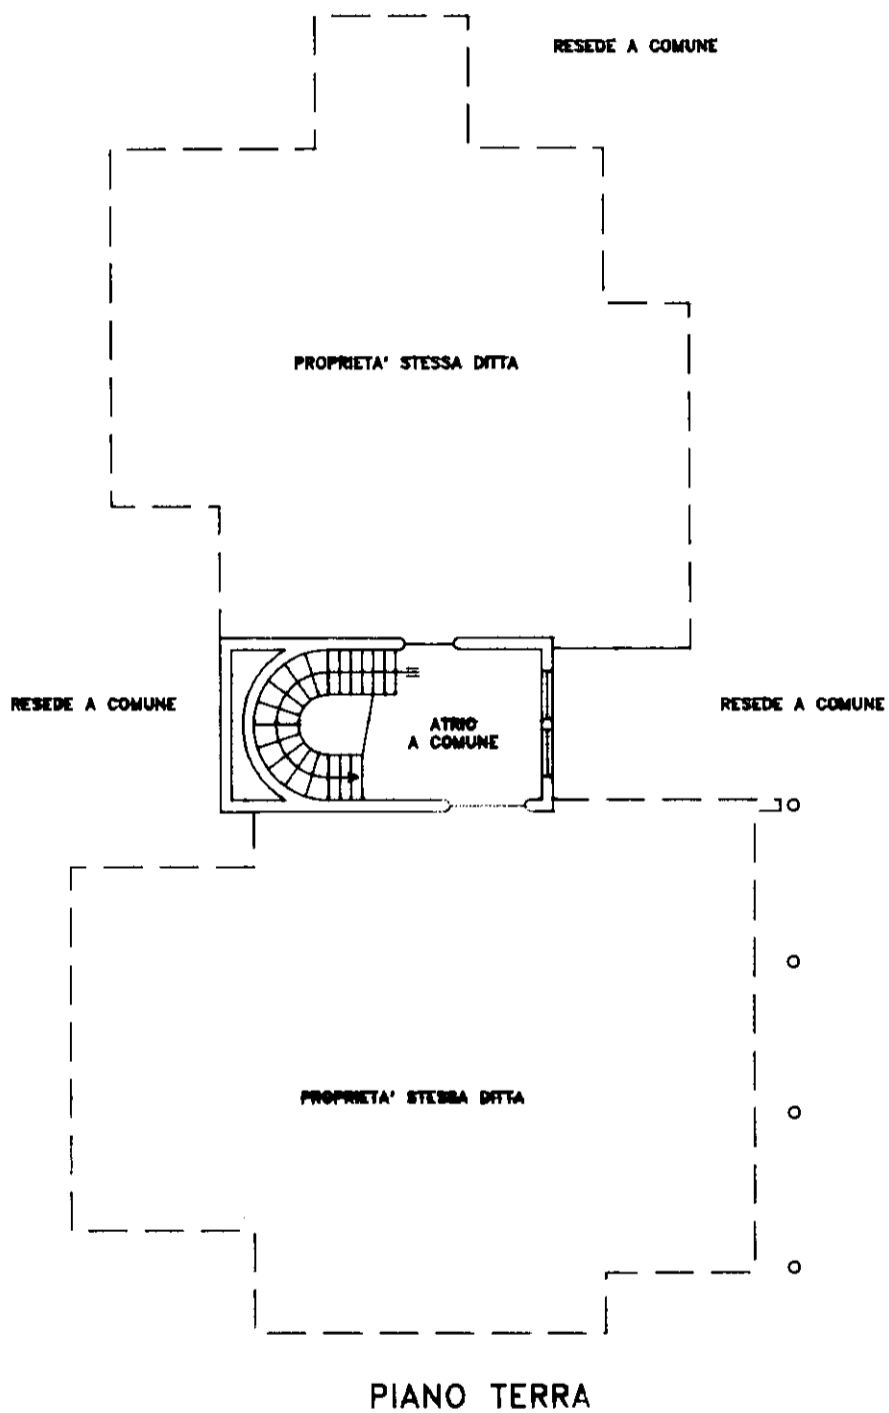 RESEDE A COMUNE
PROPRIETA' STESSA DITTA
RESEDE A COMUNE
ATRIO
A COMUNE
RESEDE A COMUNE
PROPRIETA' STESSA DITTA
PIANO TERRA